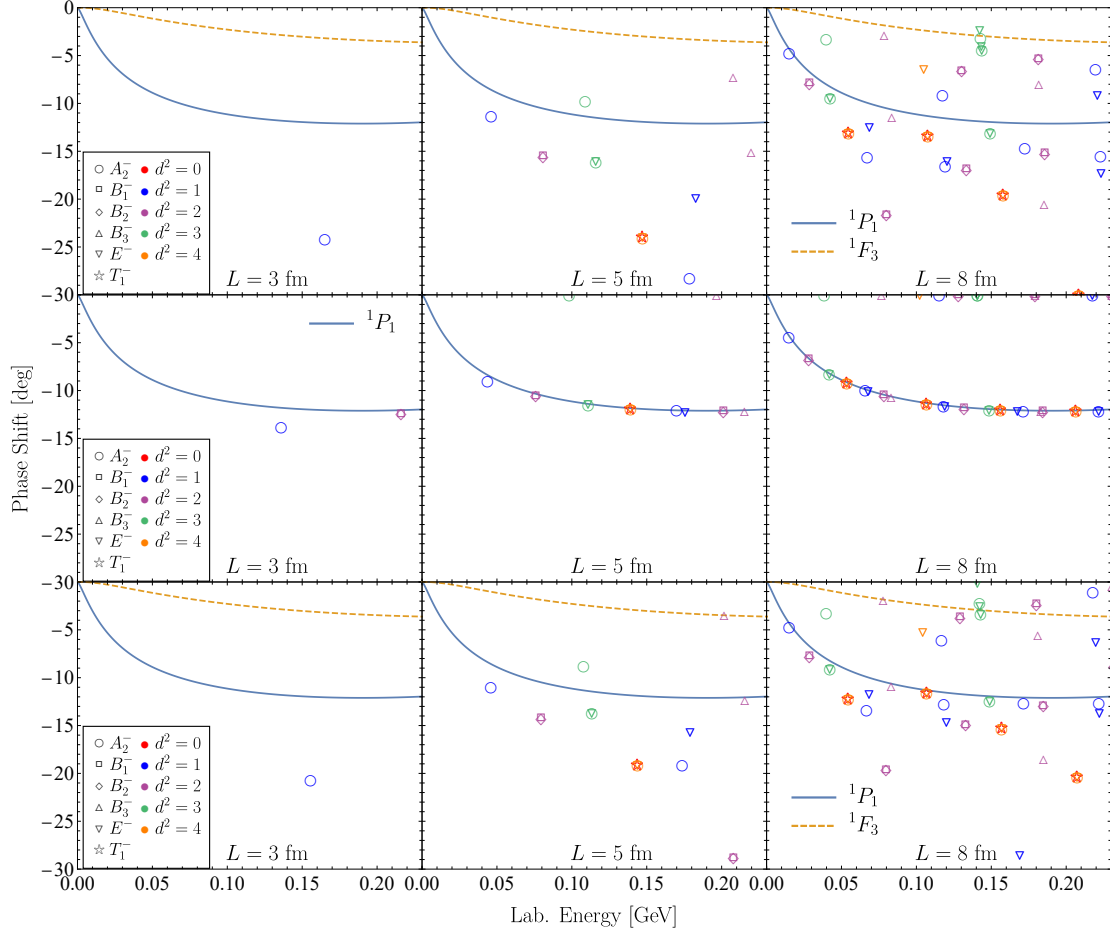 0
−5
−10
−15
−20
−25
−30
A₂⁻ d² = 0
B₁⁻ d² = 1
B₂⁻ d² = 2
B₃⁻ d² = 3
E⁻ d² = 4
T₁⁻
L = 3 fm
L = 5 fm
¹P₁
¹F₃
L = 8 fm
Phase Shift [deg]
−5
−10
−15
−20
−25
−30
A₂⁻ d² = 0
B₁⁻ d² = 1
B₂⁻ d² = 2
B₃⁻ d² = 3
E⁻ d² = 4
T₁⁻
¹P₁
L = 3 fm
L = 5 fm
L = 8 fm
−5
−10
−15
−20
−25
−30
A₂⁻ d² = 0
B₁⁻ d² = 1
B₂⁻ d² = 2
B₃⁻ d² = 3
E⁻ d² = 4
T₁⁻
L = 3 fm
L = 5 fm
¹P₁
¹F₃
L = 8 fm
0.00 0.05 0.10 0.15 0.20 0.00 0.05 0.10 0.15 0.20 0.00 0.05 0.10 0.15 0.20
Lab. Energy [GeV]